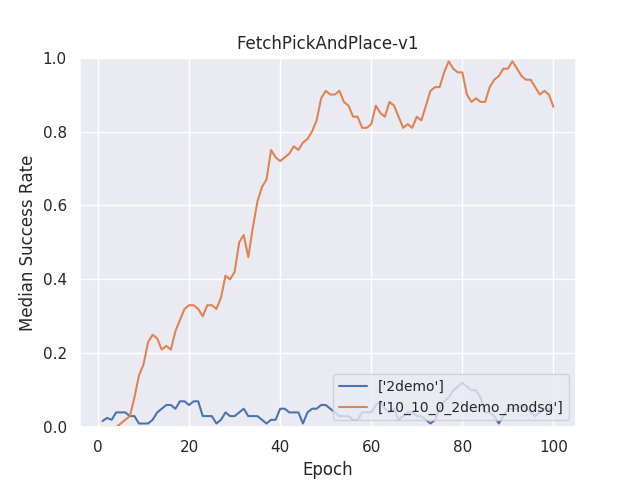 FetchPickAndPlace-v1
1.0
0.8
0.6
0.4
0.2
0.0
Median Success Rate
['2demo']
['10_10_0_2demo_modsg']
0
20
40
60
80
100
Epoch